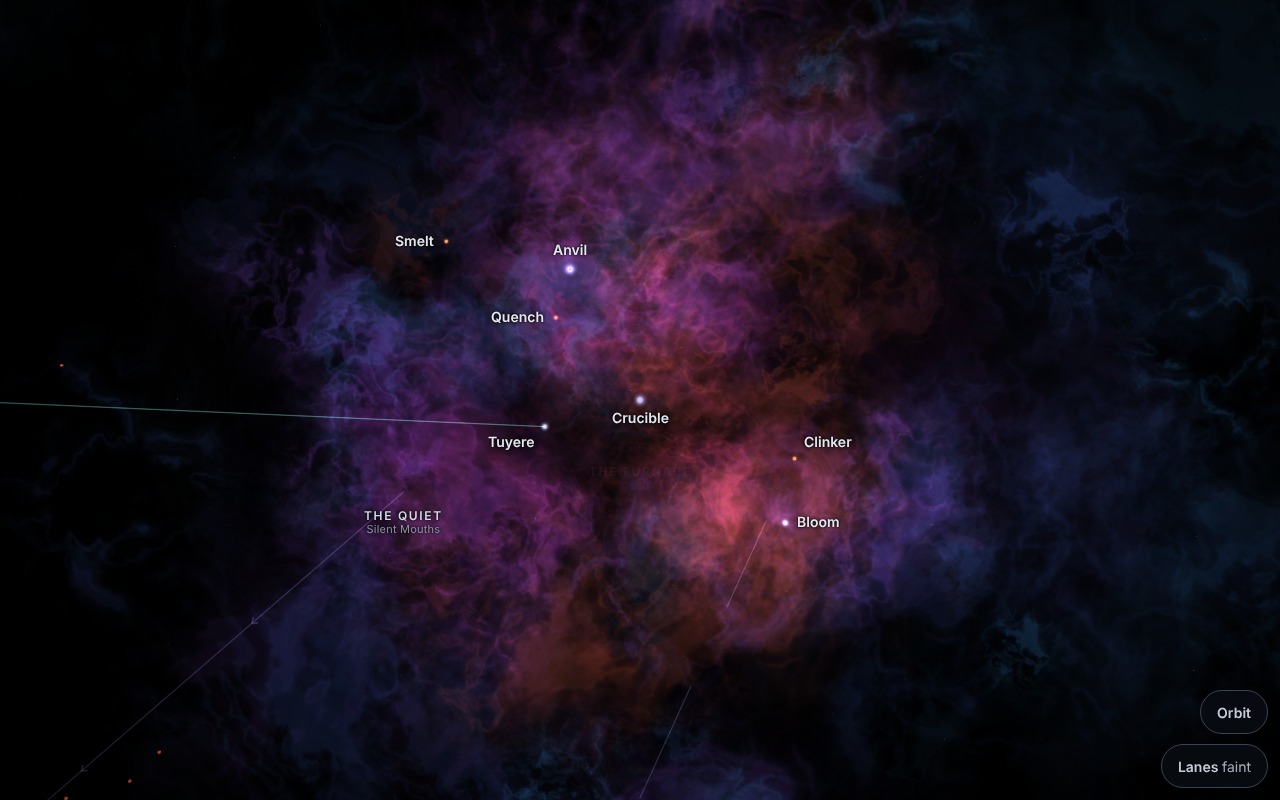 Smelt
Anvil
Quench
Crucible
Tuyere
Clinker
THE QUIET
Silent Mouths
Bloom
Orbit
Lanes faint